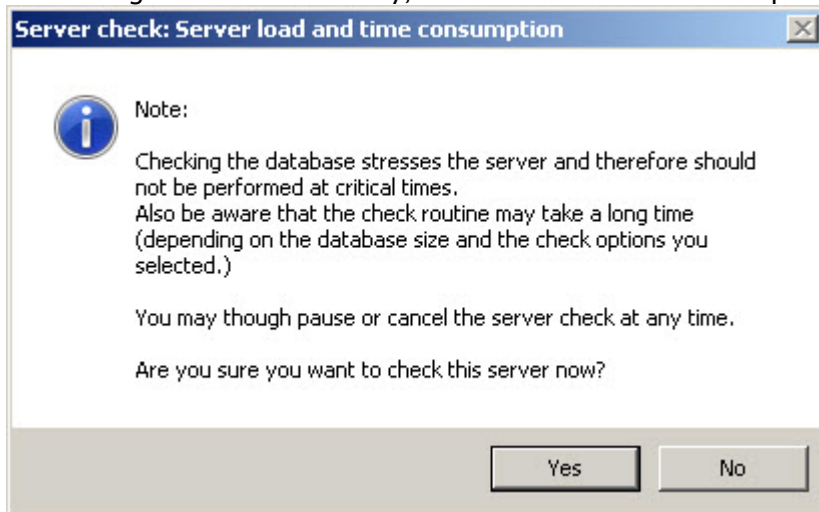 Server check: Server load and time consumption
Note:
Checking the database stresses the server and therefore should
not be performed at critical times.
Also be aware that the check routine may take a long time
(depending on the database size and the check options you
selected.)
You may though pause or cancel the server check at any time.
Are you sure you want to check this server now?
Yes No